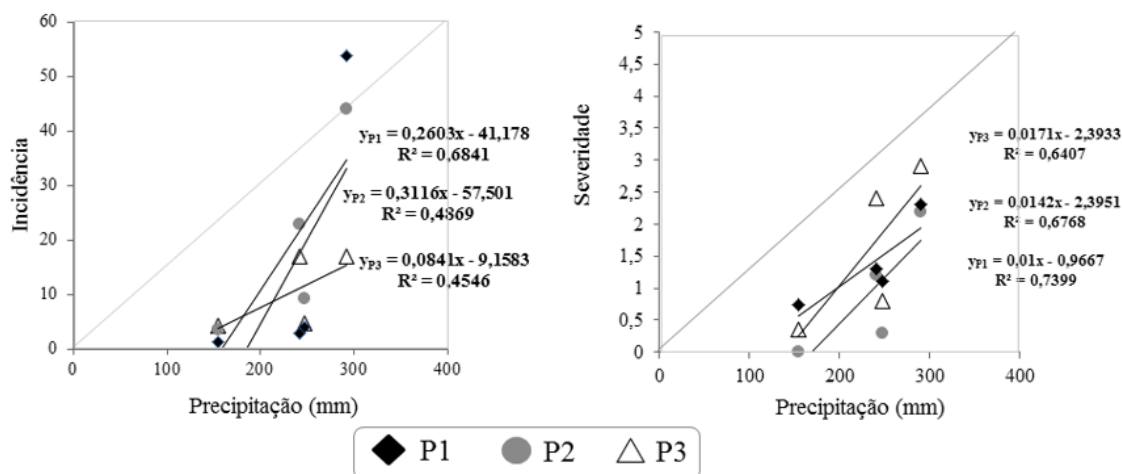 60
50
40
30
20
10
0
0 100 200 300 400
Incidência
Precipitação (mm)
yP1 = 0,2603x - 41,178
R² = 0,6841
yP2 = 0,3116x - 57,501
R² = 0,4869
yP3 = 0,0841x - 9,1583
R² = 0,4546
5
4,5
4
3,5
3
2,5
2
1,5
1
0,5
0
0 100 200 300 400
Severidade
Precipitação (mm)
yP3 = 0,0171x - 2,3933
R² = 0,6407
yP2 = 0,0142x - 2,3951
R² = 0,6768
yP1 = 0,01x - 0,9667
R² = 0,7399
P1 P2 P3